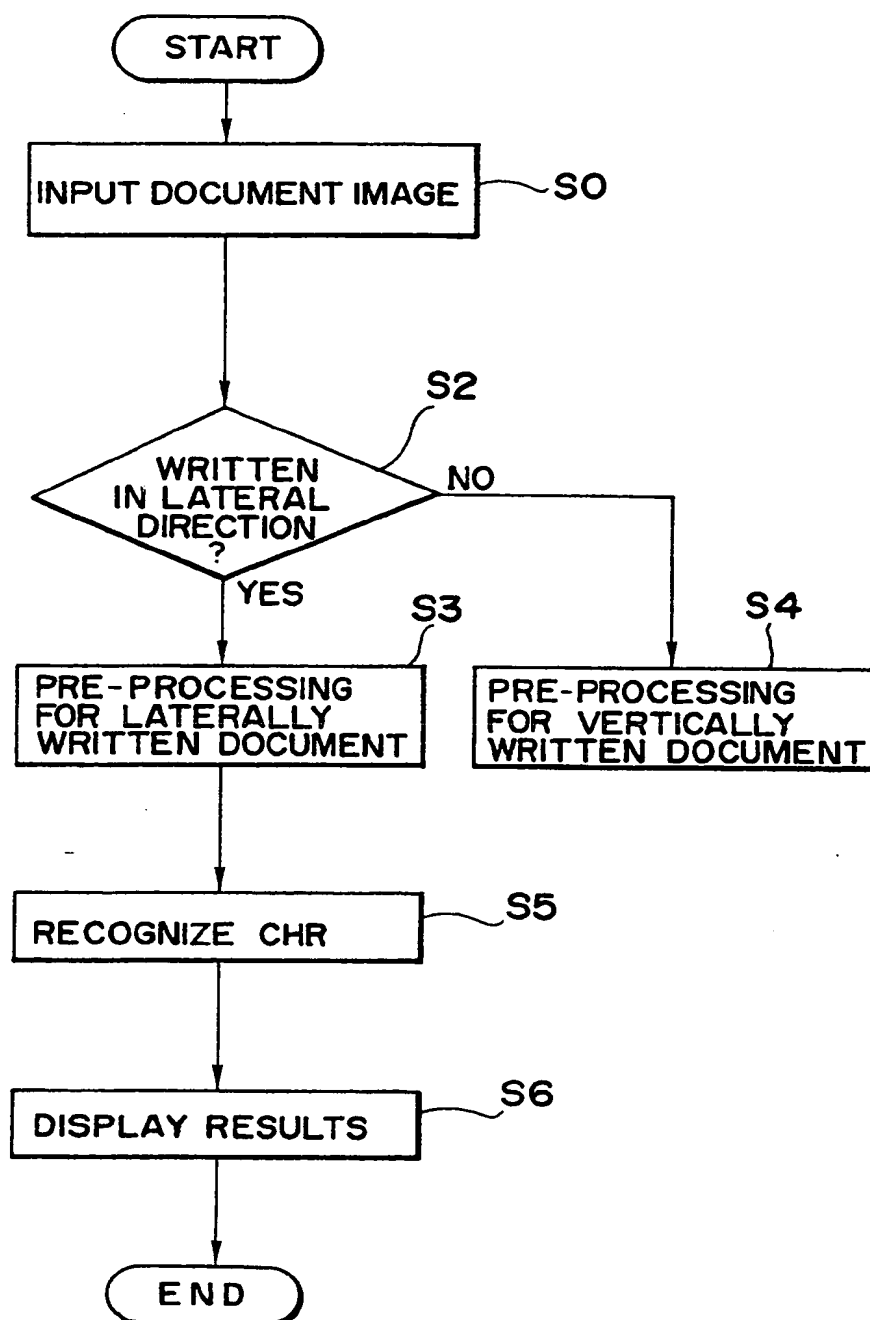 START
INPUT DOCUMENT IMAGE
S0
S2
WRITTEN
IN LATERAL
DIRECTION
?
NO
YES
S3
PRE-PROCESSING
FOR LATERALLY
WRITTEN DOCUMENT
S4
PRE-PROCESSING
FOR VERTICALLY
WRITTEN DOCUMENT
S5
RECOGNIZE CHR
S6
DISPLAY RESULTS
END